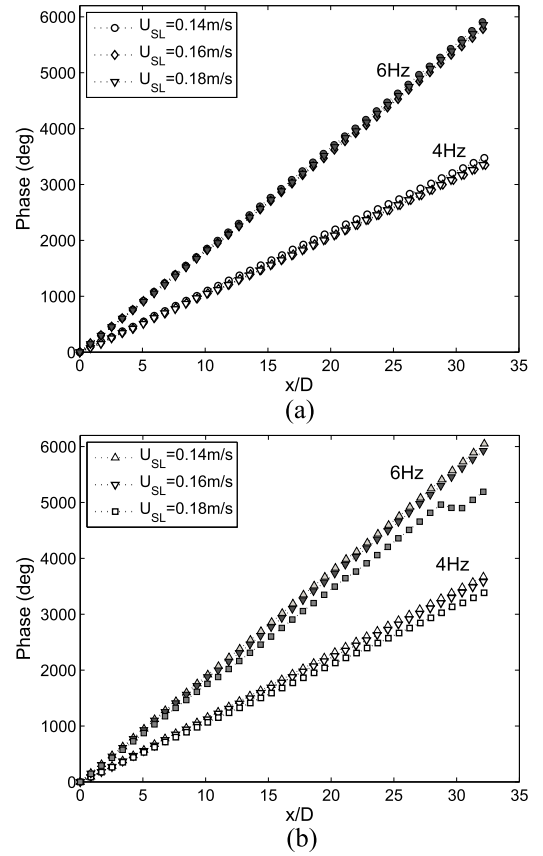 6000
5000
4000
3000
2000
1000
0
Phase (deg)
U_SL=0.14m/s
U_SL=0.16m/s
U_SL=0.18m/s
6Hz
4Hz
0 5 10 15 20 25 30 35
x/D
(a)
6000
5000
4000
3000
2000
1000
0
Phase (deg)
U_SL=0.14m/s
U_SL=0.16m/s
U_SL=0.18m/s
6Hz
4Hz
0 5 10 15 20 25 30 35
x/D
(b)